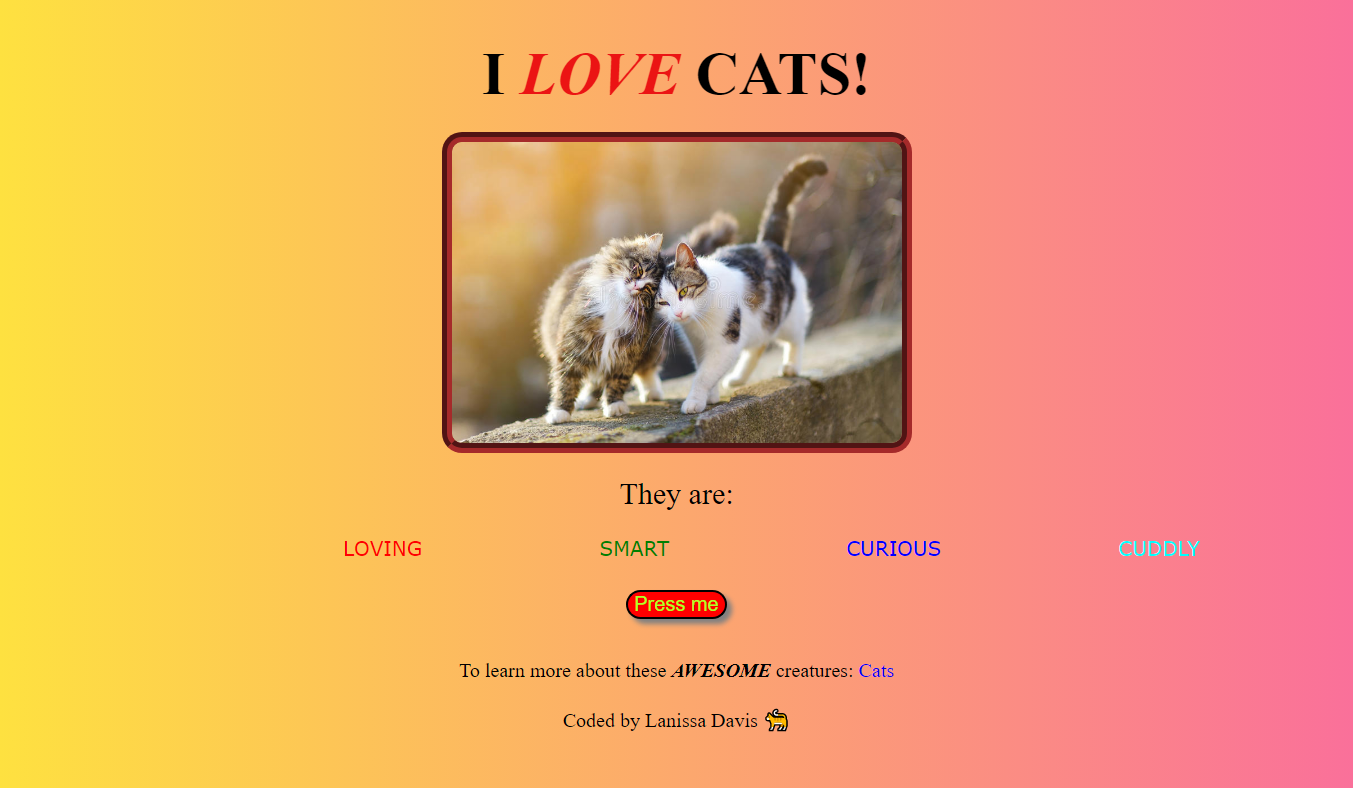 I LOVE CATS!
They are:
LOVING SMART CURIOUS CUDDLY
Press me
To learn more about these AWESOME creatures: Cats
Coded by Lanissa Davis 🐈